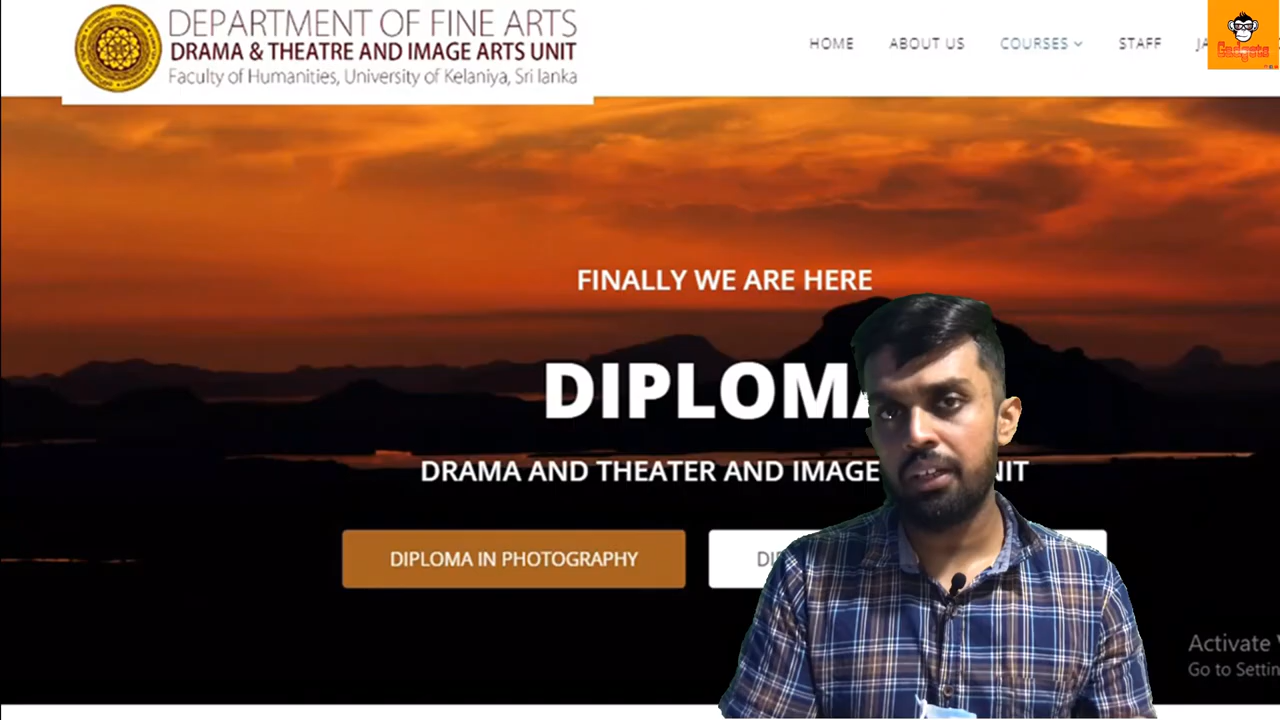 DEPARTMENT OF FINE ARTS
DRAMA & THEATRE AND IMAGE ARTS UNIT
Faculty of Humanities, University of Kelaniya, Sri lanka
HOME ABOUT US COURSES STAFF
Gadgets
FINALLY WE ARE HERE
DIPLOMA
DRAMA AND THEATER AND IMAGE NIT
DIPLOMA IN PHOTOGRAPHY
Activate
Go to Settin